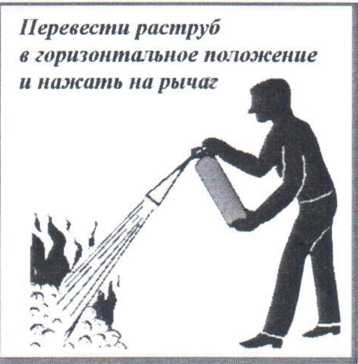 Перевести раструб
в горизонтальное положение
и нажать на рычаг